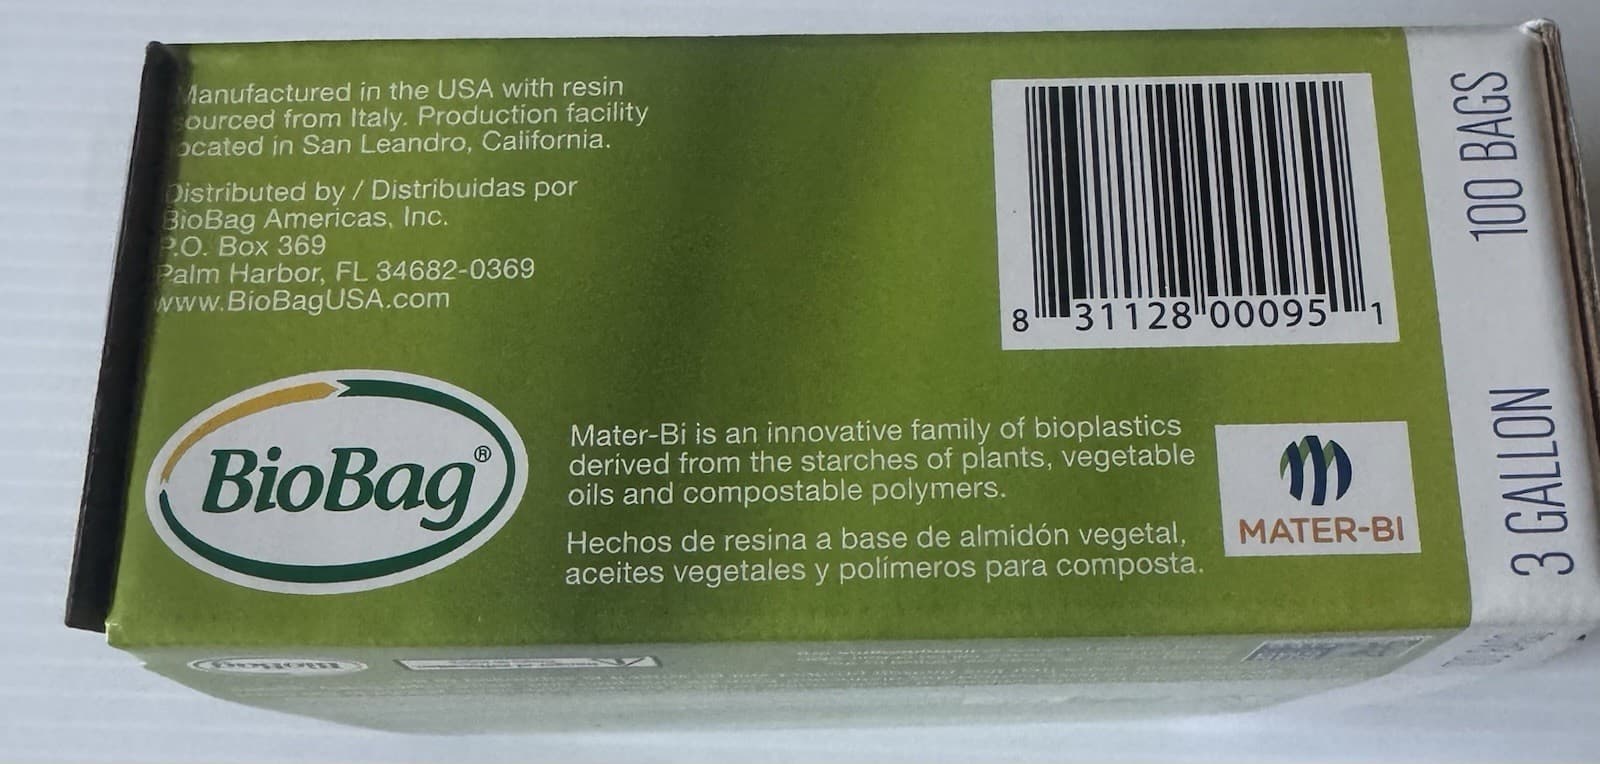 Manufactured in the USA with resin
sourced from Italy. Production facility
located in San Leandro, California.
Distributed by / Distribuidas por
BioBag Americas, Inc.
P.O. Box 369
Palm Harbor, FL 34682-0369
www.BioBagUSA.com
8 31128 00095 1
BioBag®
Mater-Bi is an innovative family of bioplastics
derived from the starches of plants, vegetable
oils and compostable polymers.
Hechos de resina a base de almidón vegetal,
aceites vegetales y polímeros para composta.
MATER-BI
3 GALLON 100 BAGS
BioBag